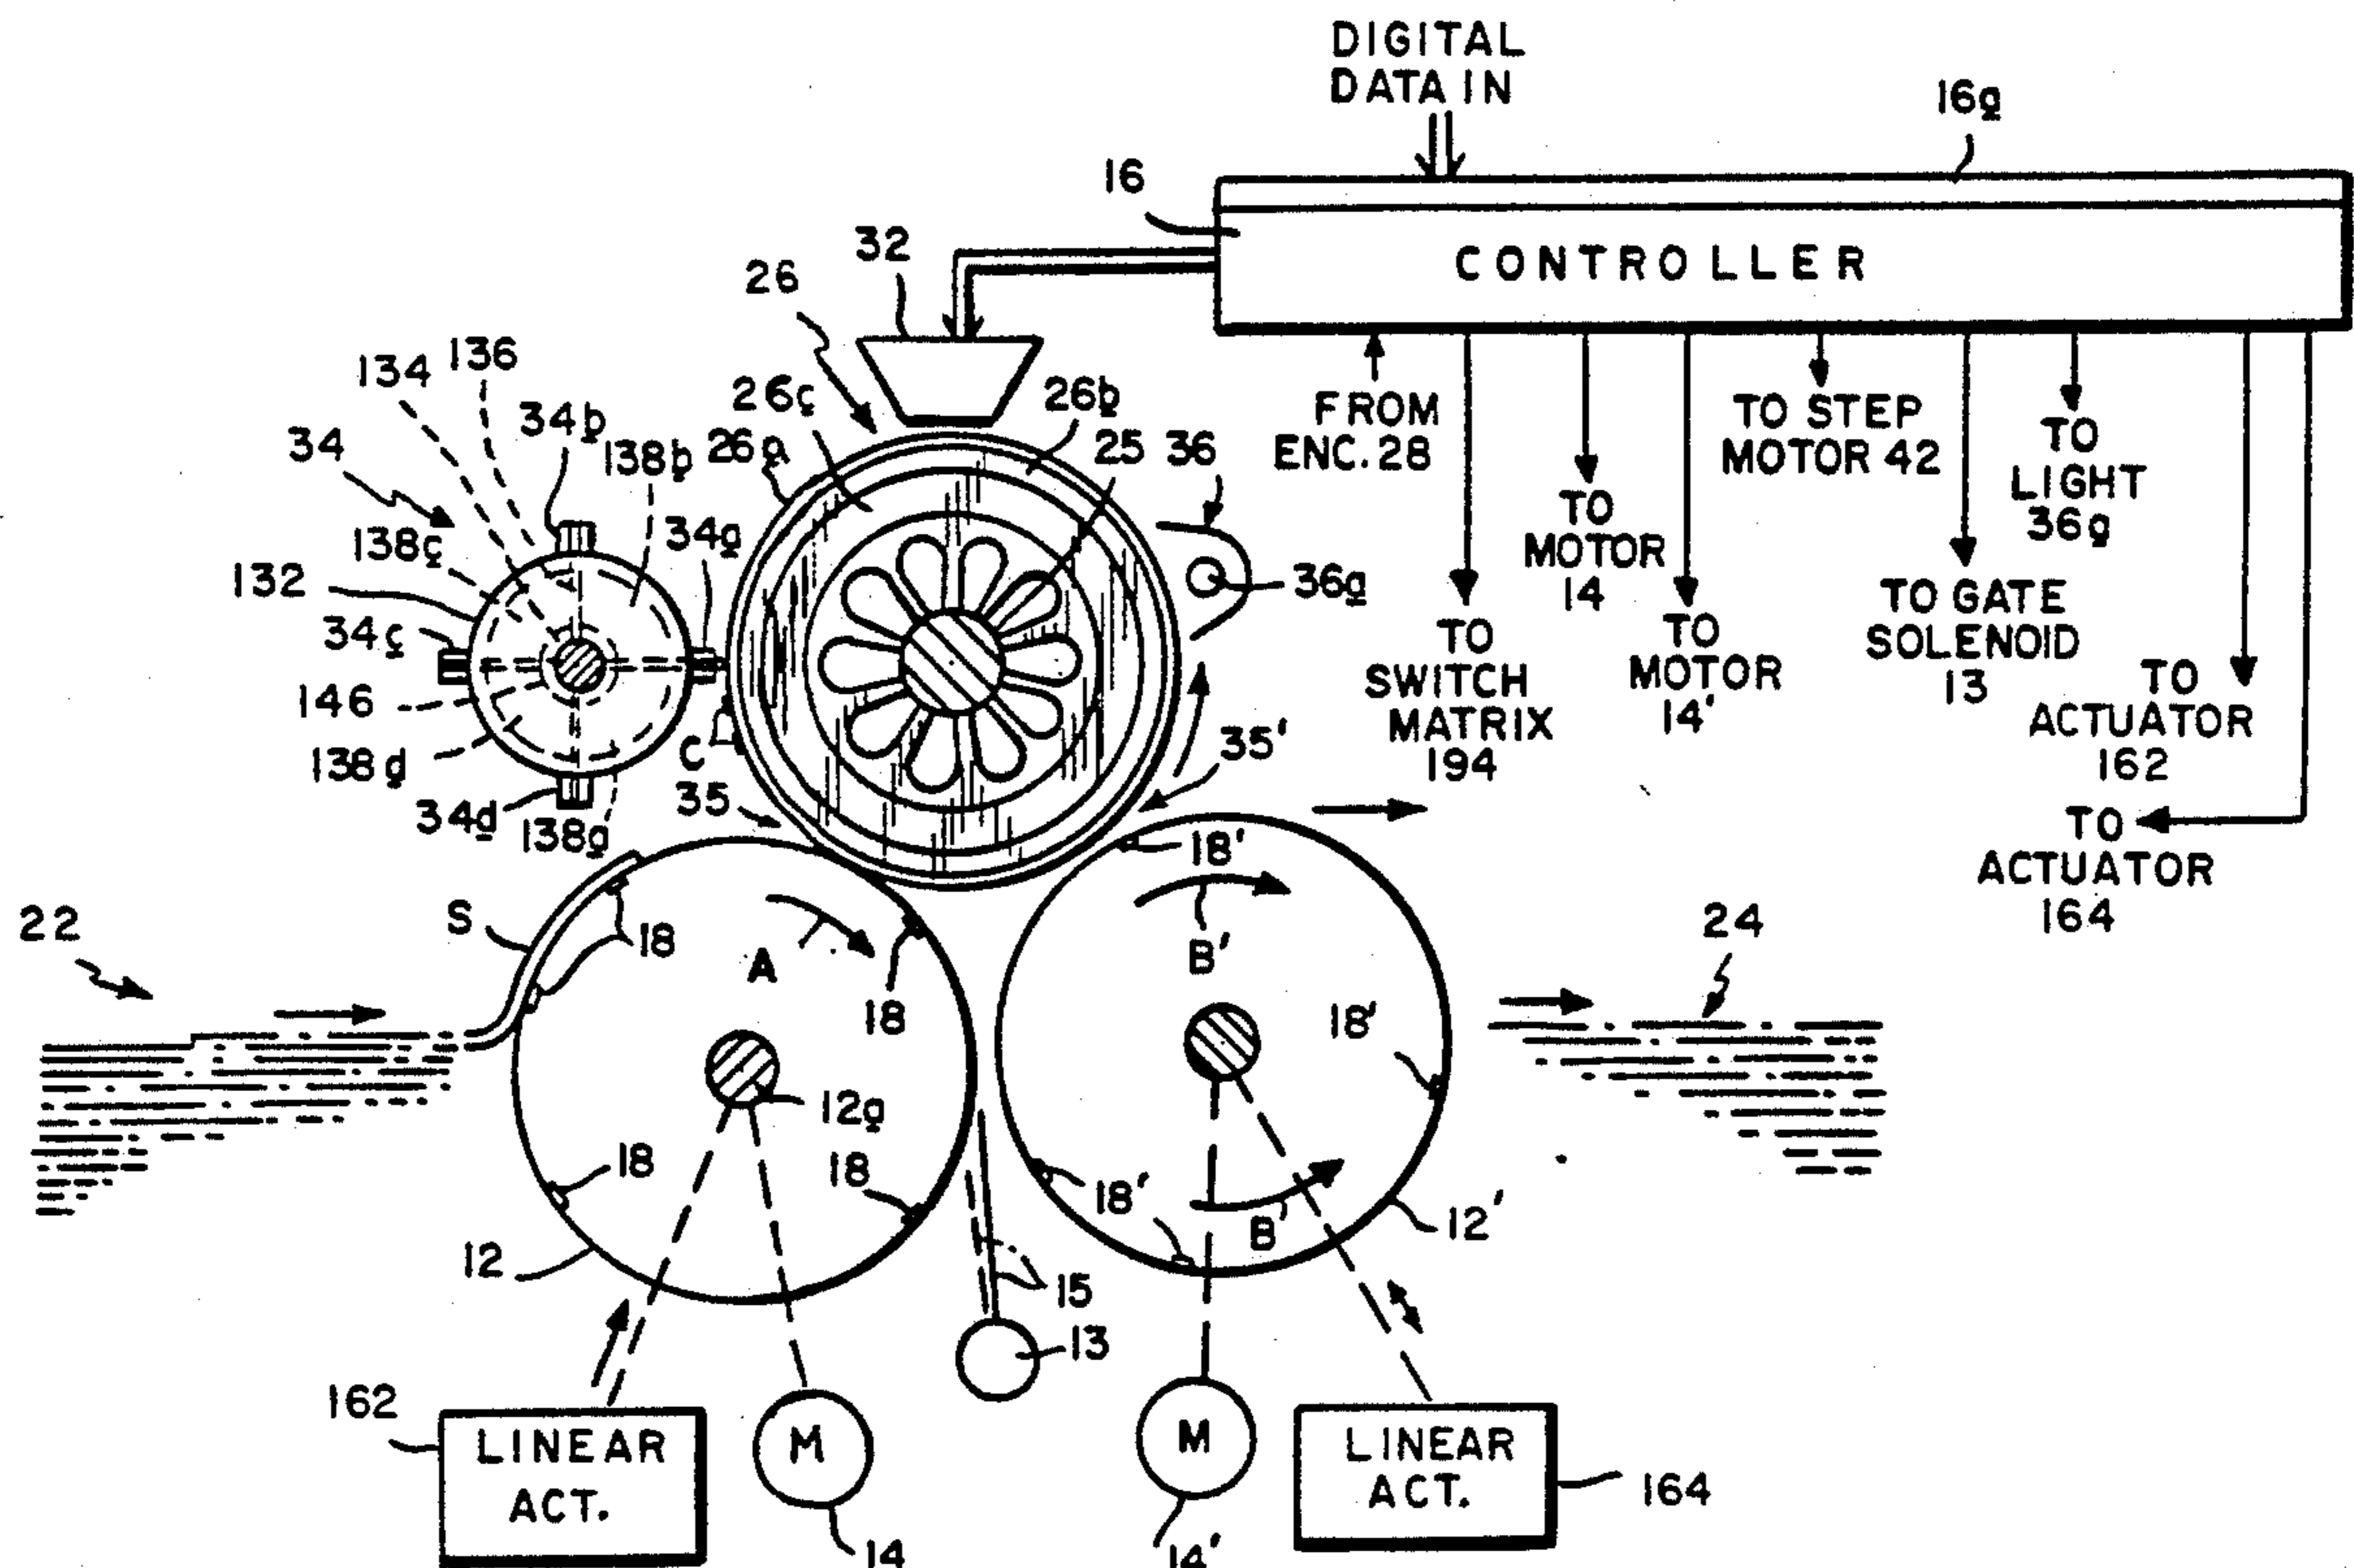 DIGITAL
DATA IN
16a
16
CONTROLLER
32
26
136
134
26c
26b
34b
34
138b
26a
25
36
FROM
ENC. 28
TO STEP
MOTOR 42
TO
LIGHT
36a
TO
MOTOR
14
138c
34a
132
36a
TO GATE
SOLENOID
13
34c
TO
SWITCH
MATRIX
194
TO
MOTOR
14'
TO
ACTUATOR
162
146
138d
C
35'
35
34d
138a
TO
ACTUATOR
164
18'
S
22
18
A
18
B'
24
18'
12a
18
18
18'
B'
12'
12
15
13
162
LINEAR
ACT.
M
M
LINEAR
ACT.
164
14
14'